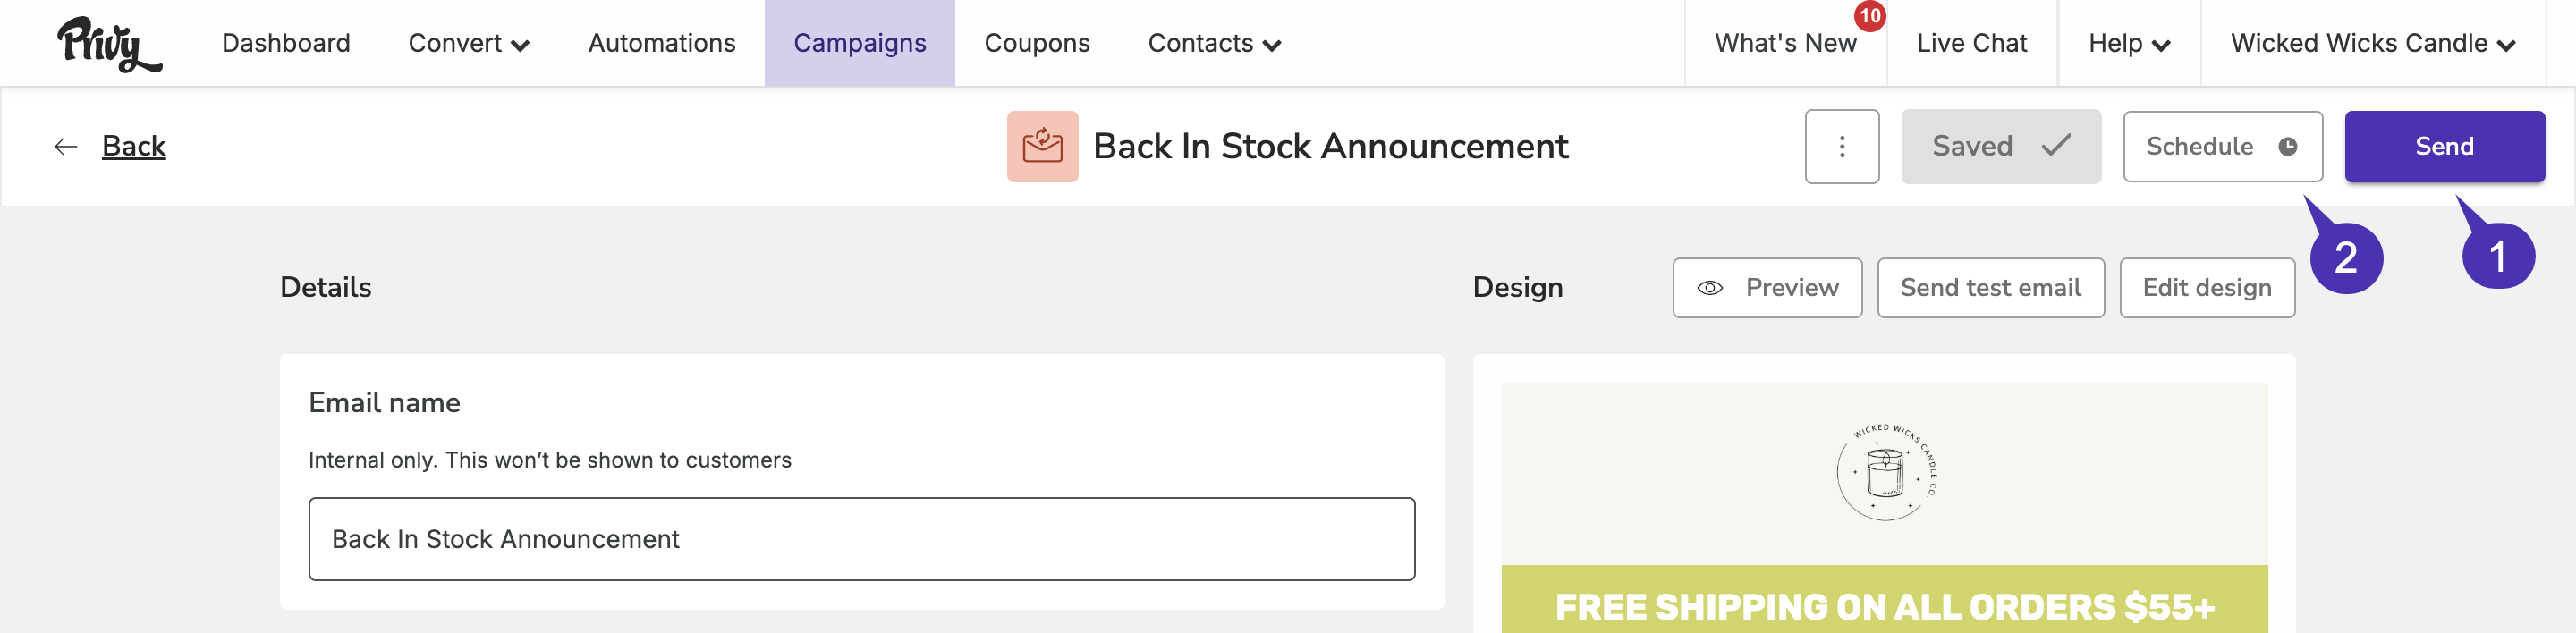 Privy
Dashboard
Convert
Automations
Campaigns
Coupons
Contacts
What's New
10
Live Chat
Help
Wicked Wicks Candle
Back
Back In Stock Announcement
Saved
Schedule
Send
2
1
Details
Design
Preview
Send test email
Edit design
Email name
Internal only. This won’t be shown to customers
Back In Stock Announcement
WICKED WICKS CANDLE CO.
FREE SHIPPING ON ALL ORDERS $55+